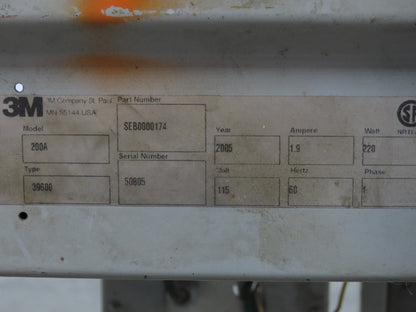 3M
3M Company St. Paul
MN 55144 USA
Part Number
SEB0000174
Model
200A
Type
39600
Serial Number
50805
Year
2005
Ampere
1.9
Watt
220
Volt
115
Hertz
60
Phase
1